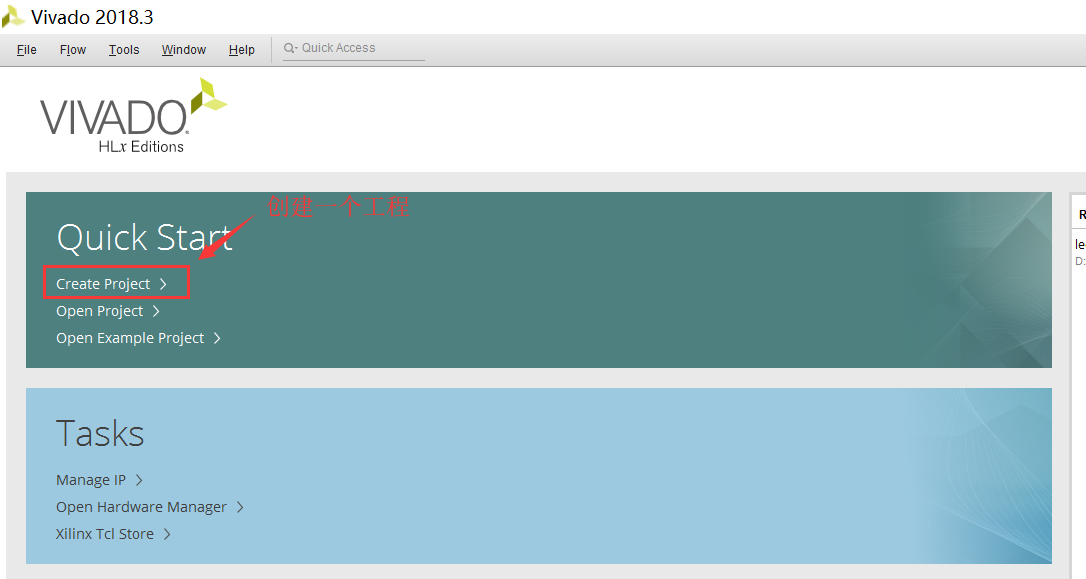 Vivado 2018.3
File Flow Tools Window Help Quick Access
VIVADO
HLx Editions
创建一个工程
Quick Start
Create Project
Open Project
Open Example Project
Tasks
Manage IP
Open Hardware Manager
Xilinx Tcl Store
R
le
D: